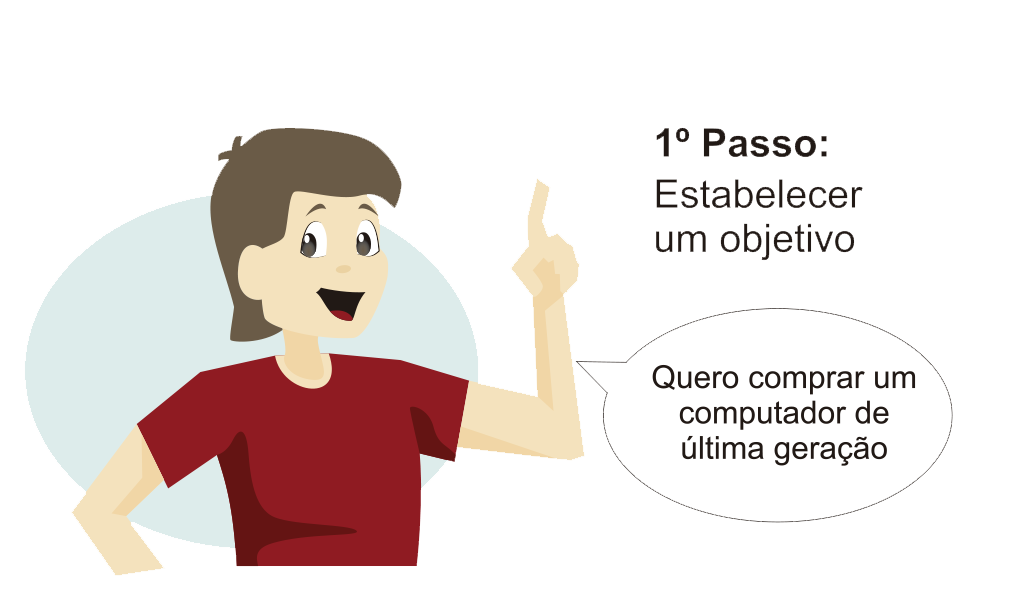 1º Passo:
Estabelecer
um objetivo
Quero comprar um
computador de
última geração